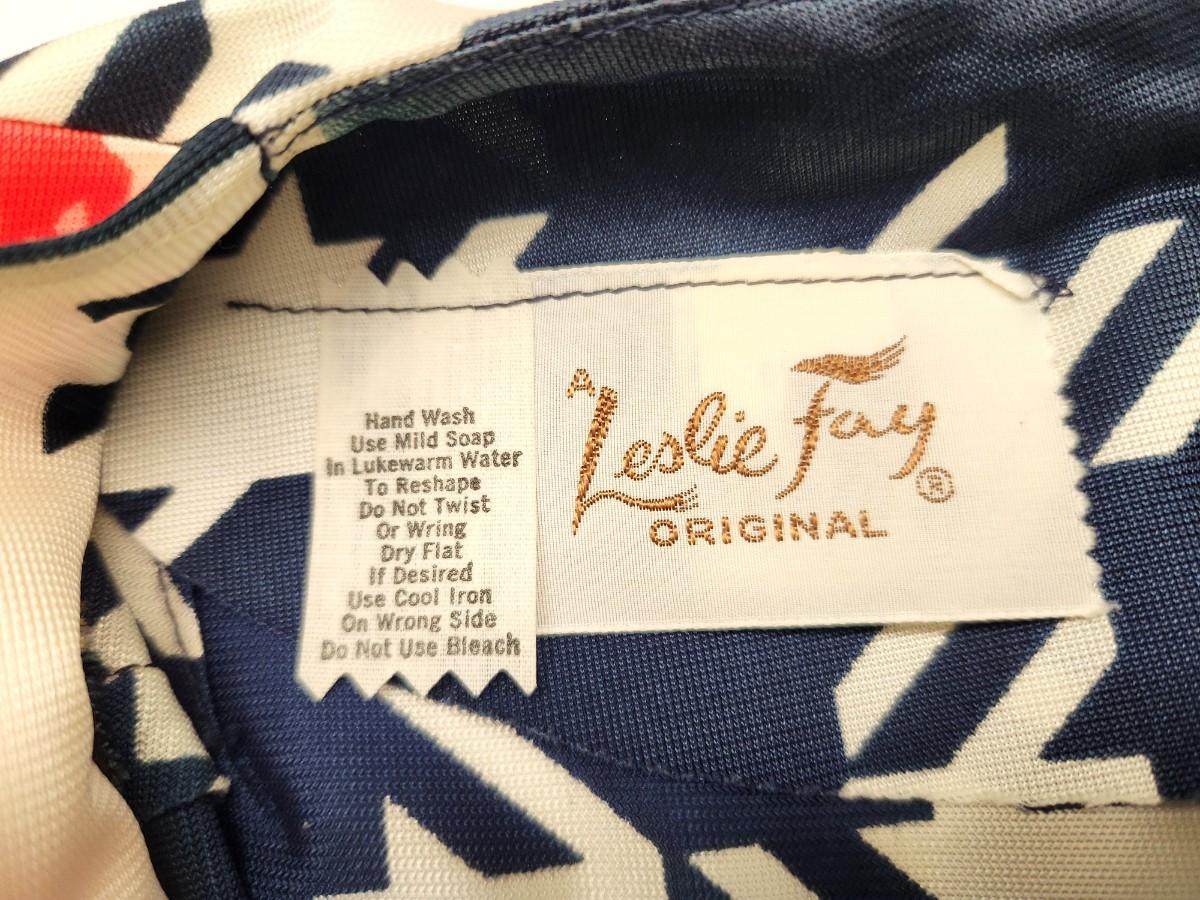 Hand Wash
Use Mild Soap
In Lukewarm Water
To Reshape
Do Not Twist
Or Wring
Dry Flat
If Desired
Use Cool Iron
On Wrong Side
Do Not Use Bleach
A
Leslie Fay ®
ORIGINAL